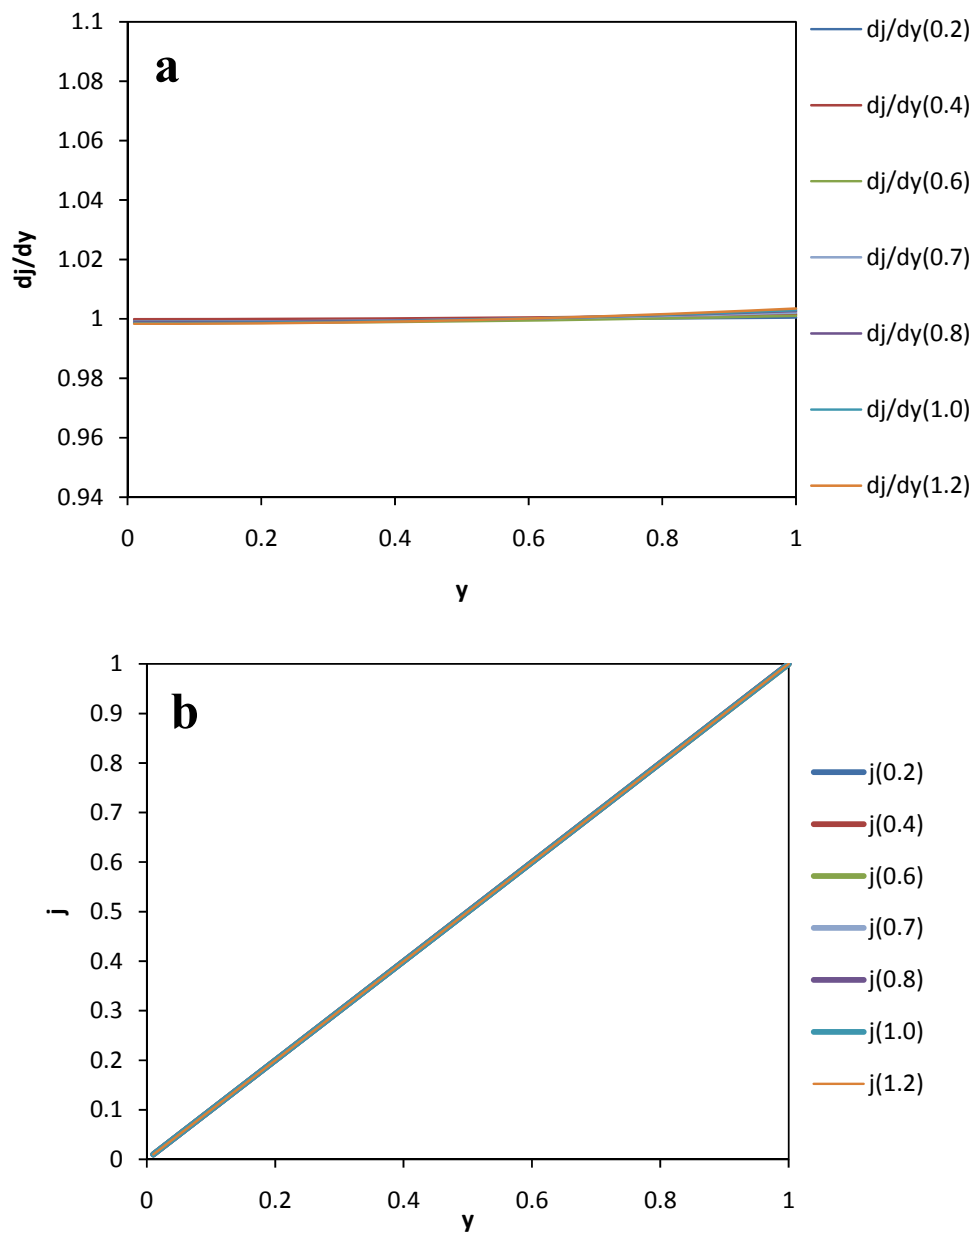 1.1
1.08
1.06
1.04
1.02
1
0.98
0.96
0.94
dj/dy
a
0 0.2 0.4 0.6 0.8 1
y
dj/dy(0.2)
dj/dy(0.4)
dj/dy(0.6)
dj/dy(0.7)
dj/dy(0.8)
dj/dy(1.0)
dj/dy(1.2)
1
0.9
0.8
0.7
0.6
0.5
0.4
0.3
0.2
0.1
0
j
b
0 0.2 0.4 0.6 0.8 1
y
j(0.2)
j(0.4)
j(0.6)
j(0.7)
j(0.8)
j(1.0)
j(1.2)